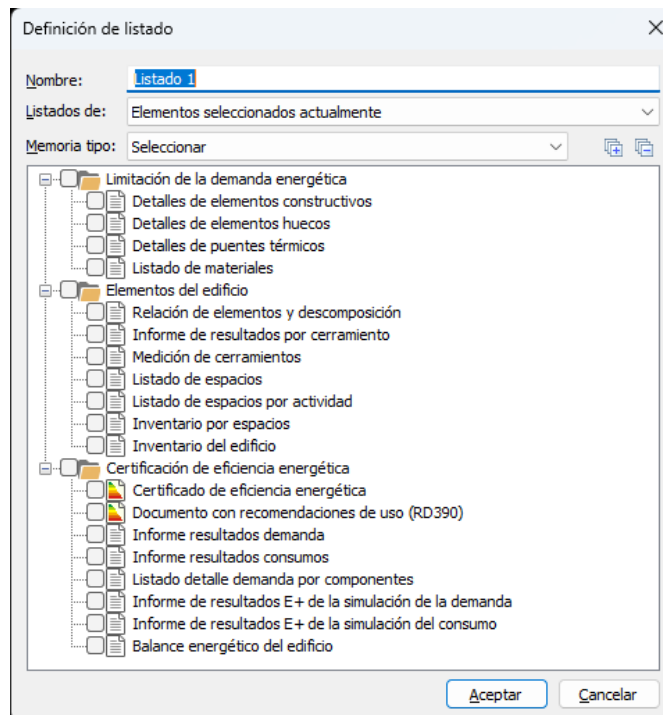 Definición de listado
Nombre: Listado 1
Listados de: Elementos seleccionados actualmente
Memoria tipo: Seleccionar
Limitación de la demanda energética
Detalles de elementos constructivos
Detalles de elementos huecos
Detalles de puentes térmicos
Listado de materiales
Elementos del edificio
Relación de elementos y descomposición
Informe de resultados por cerramiento
Medición de cerramientos
Listado de espacios
Listado de espacios por actividad
Inventario por espacios
Inventario del edificio
Certificación de eficiencia energética
Certificado de eficiencia energética
Documento con recomendaciones de uso (RD390)
Informe resultados demanda
Informe resultados consumos
Listado detalle demanda por componentes
Informe de resultados E+ de la simulación de la demanda
Informe de resultados E+ de la simulación del consumo
Balance energético del edificio
Aceptar Cancelar